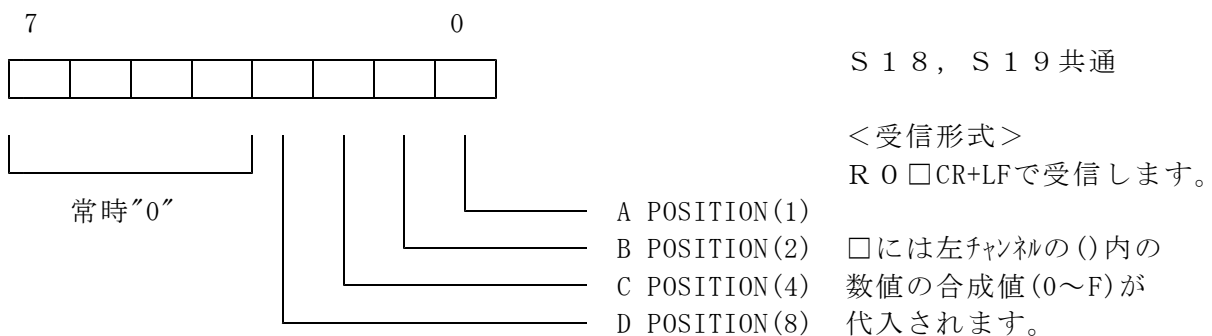 7 0
S18, S19共通
<受信形式>
R0□CR+LFで受信します。
常時"0"
A POSITION(1)
B POSITION(2)
C POSITION(4)
D POSITION(8)
□には左ﾁｬﾝﾈﾙの()内の
数値の合成値(0～F)が
代入されます。